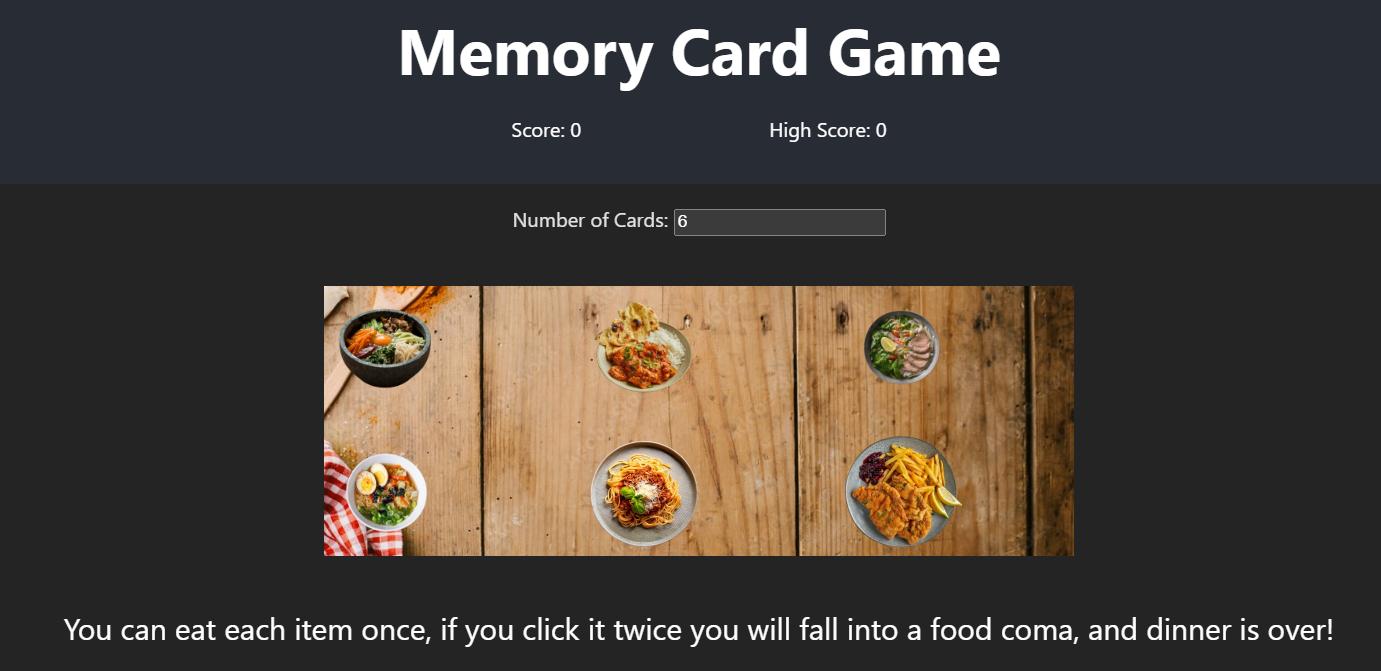 Memory Card Game
Score: 0 High Score: 0
Number of Cards: 6
You can eat each item once, if you click it twice you will fall into a food coma, and dinner is over!